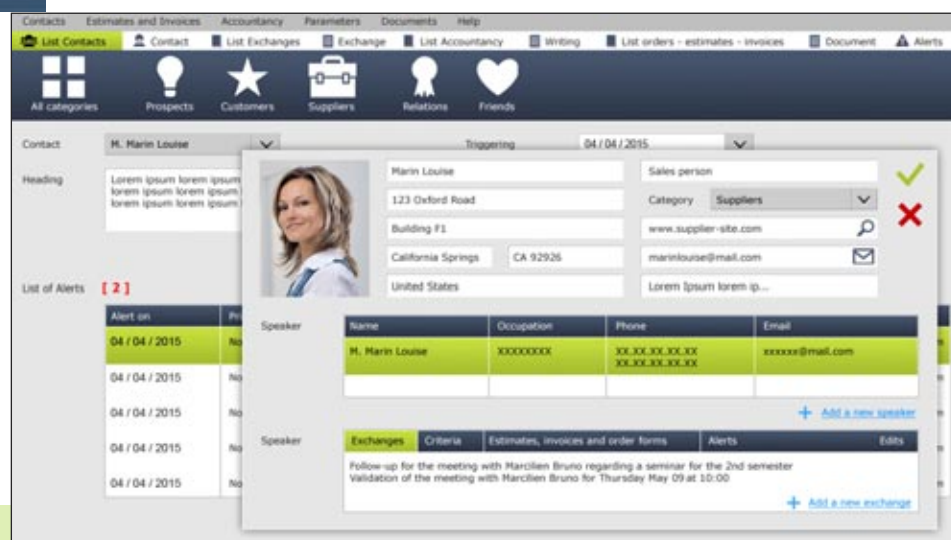 Contacts Estimates and Invoices Accountancy Parameters Documents Help
List Contacts Contact List Exchanges Exchange List Accountancy Writing List orders - estimates - invoices Document Alerts
All categories Prospects Customers Suppliers Relations Friends
Contact M. Marin Louise Triggering 04 / 04 / 2015
Heading
Lorem ipsum lorem ipsum
lorem ipsum lorem ipsum
lorem ipsum lorem ipsum
Marin Louise Sales person
123 Oxford Road Category Suppliers
Building F1 www.supplier-site.com
California Springs CA 92926 marinlouise@mail.com
United States Lorem Ipsum lorem ip...
List of Alerts [ 2 ]
Alert on
04 / 04 / 2015
04 / 04 / 2015
04 / 04 / 2015
04 / 04 / 2015
04 / 04 / 2015
Speaker Name Occupation Phone Email
M. Marin Louise XXXXXXXX XX.XX.XX.XX.XX xxxxxx@mail.com
XX.XX.XX.XX.XX
Add a new speaker
Speaker Exchanges Criteria Estimates, invoices and order forms Alerts Edits
Follow-up for the meeting with Marcilien Bruno regarding a seminar for the 2nd semester
Validation of the meeting with Marcilien Bruno for Thursday May 09 at 10:00
Add a new exchange